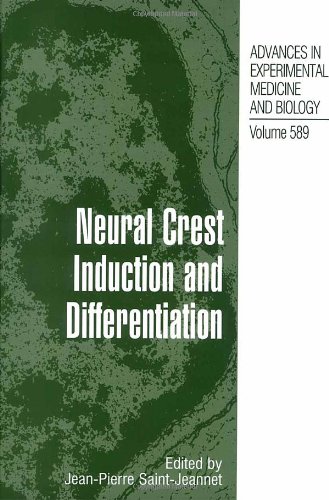 ADVANCES IN
EXPERIMENTAL
MEDICINE
AND BIOLOGY
Volume 589
Neural Crest
Induction and
Differentiation
Edited by
Jean-Pierre Saint-Jeannet